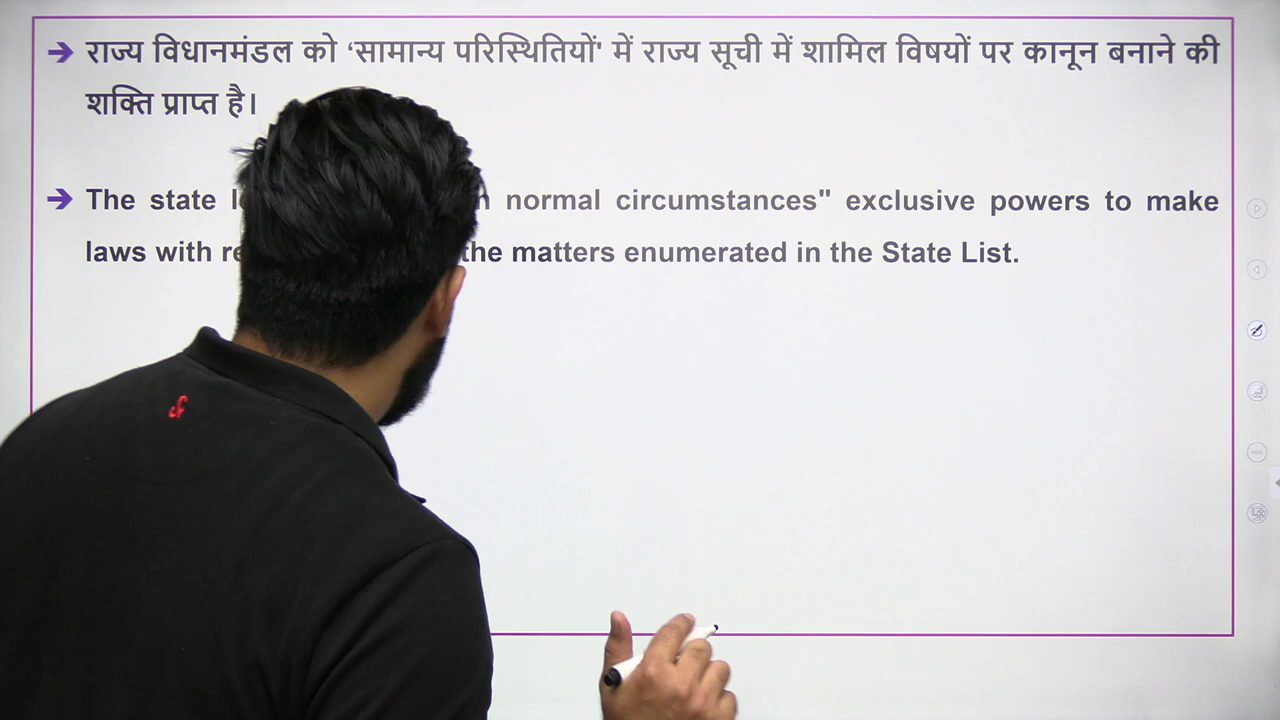 राज्य विधानमंडल को ‘सामान्य परिस्थितियों' में राज्य सूची में शामिल विषयों पर कानून बनाने की
शक्ति प्राप्त है।
The state normal circumstances" exclusive powers to make
laws with the matters enumerated in the State List.